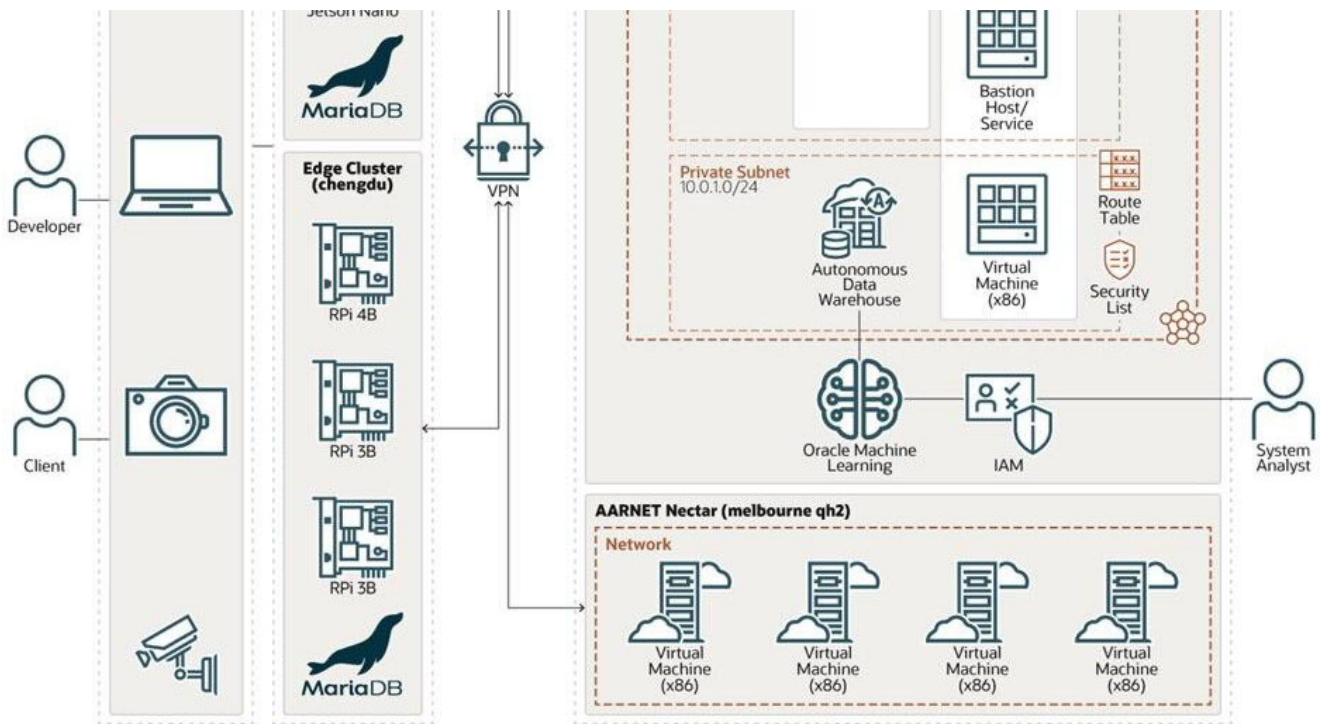 Jetson Nano
MariaDB
Developer
Client
Edge Cluster
(chengdu)
RPi 4B
RPi 3B
RPi 3B
MariaDB
VPN
Bastion
Host/
Service
Private Subnet
10.0.1.0/24
Autonomous
Data
Warehouse
A
Virtual
Machine
(x86)
x.x.x.
x.x.x.
Route
Table
Security
List
Oracle Machine
Learning
IAM
System
Analyst
AARNET Nectar (melbourne qh2)
Network
Virtual
Machine
(x86)
Virtual
Machine
(x86)
Virtual
Machine
(x86)
Virtual
Machine
(x86)